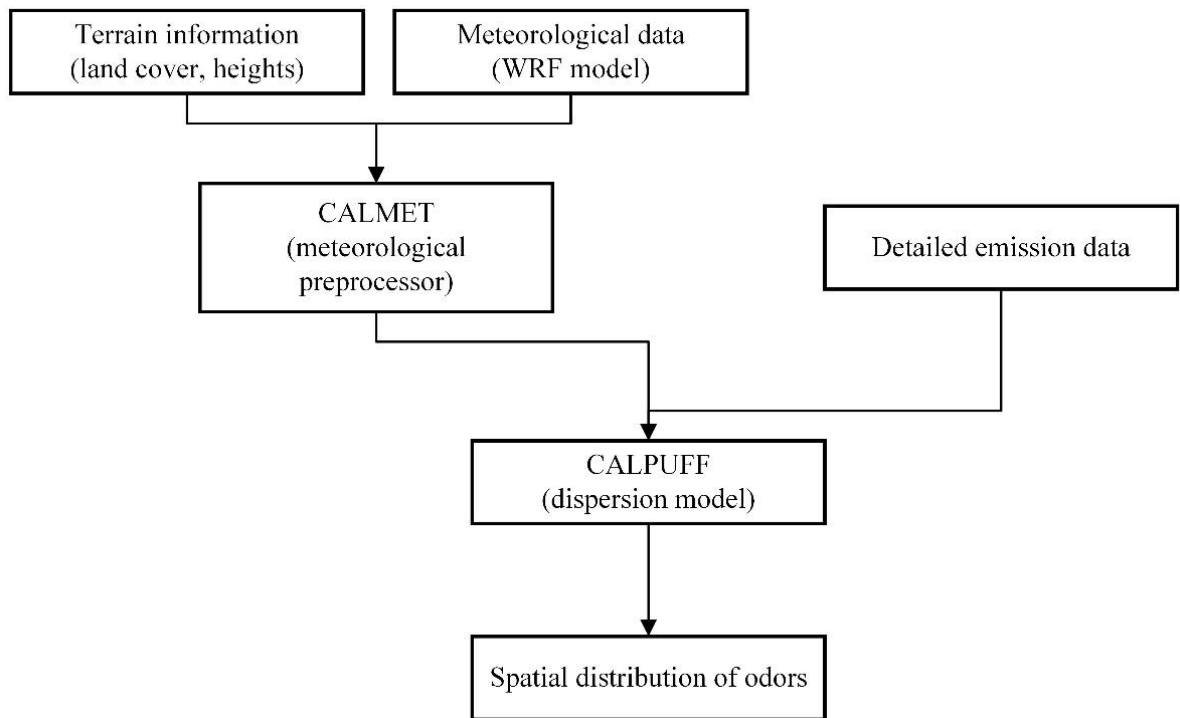 Terrain information
(land cover, heights)
Meteorological data
(WRF model)
CALMET
(meteorological
preprocessor)
Detailed emission data
CALPUFF
(dispersion model)
Spatial distribution of odors